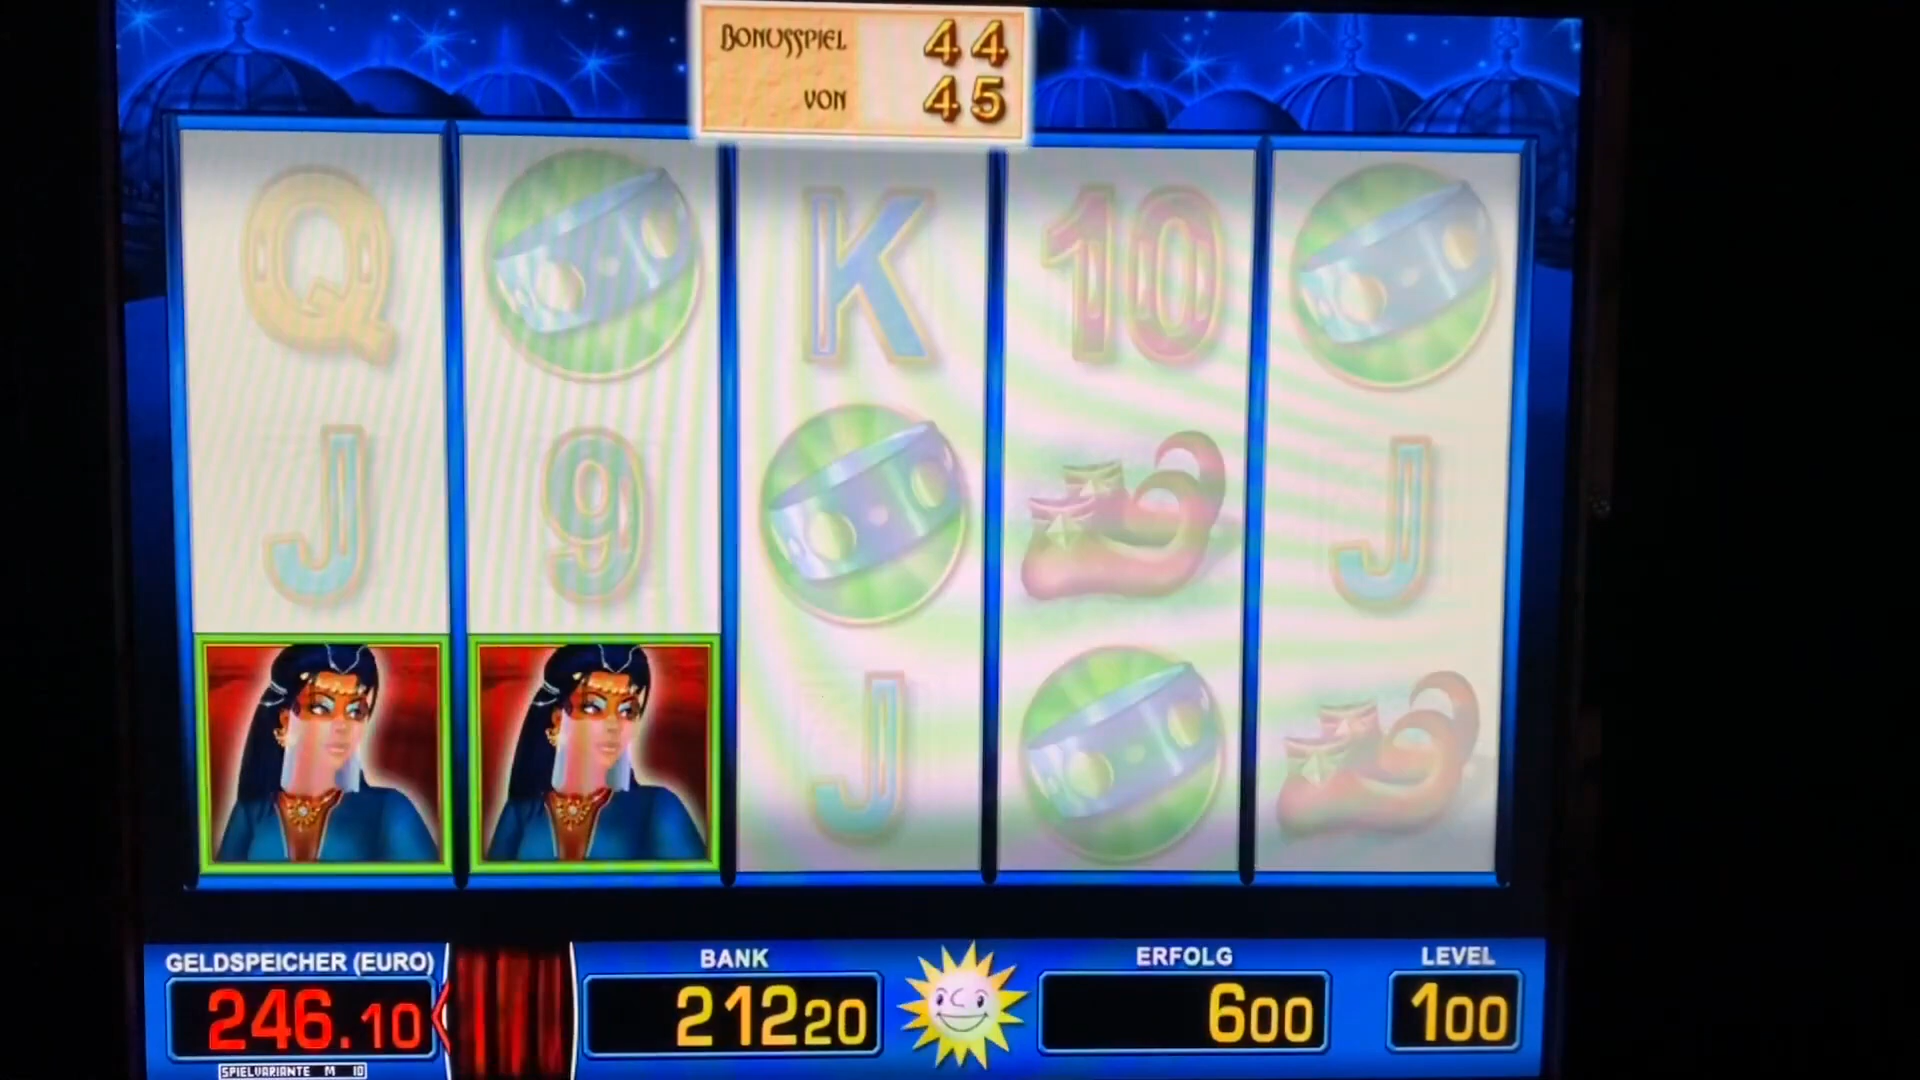 BONUSSPIEL 44
VON 45
Q K 10
J 9 J
J
GELDSPEICHER (EURO) BANK ERFOLG LEVEL
246.10 21220 600 100
SPIELVARIANTE M 10